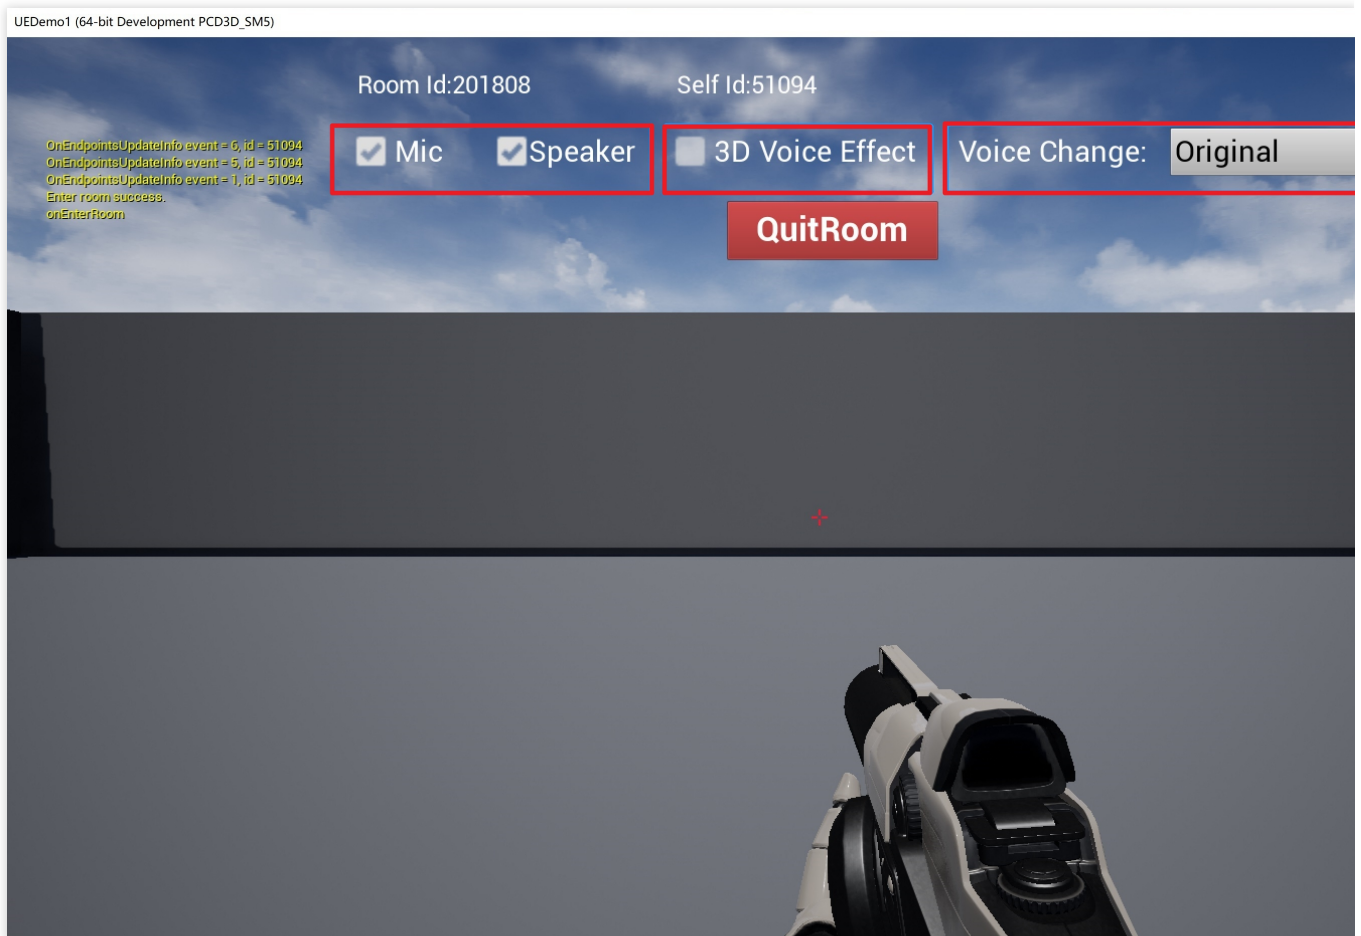 UEDemo1 (64-bit Development PCD3D_SM5)
Room Id:201808 Self Id:51094
OnEndpointsUpdateInfo event = 6, id = 51094
OnEndpointsUpdateInfo event = 5, id = 51094
OnEndpointsUpdateInfo event = 1, id = 51094
Enter room success.
onEnterRoom
Mic Speaker 3D Voice Effect Voice Change: Original
QuitRoom